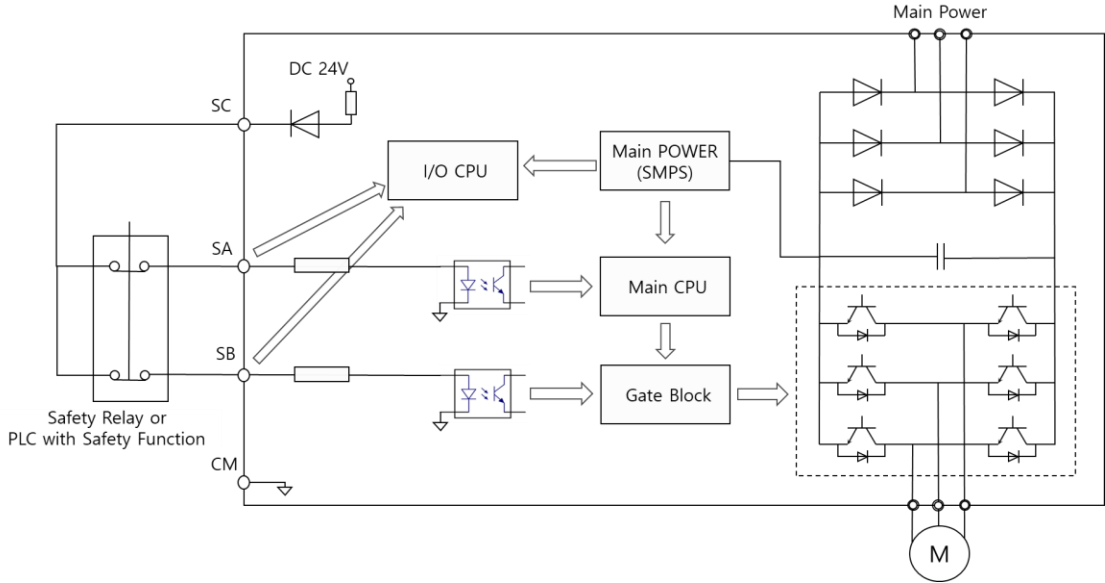 Main Power
DC 24V
SC
I/O CPU
Main POWER
(SMPS)
SA
Main CPU
SB
Gate Block
Safety Relay or
PLC with Safety Function
CM
M